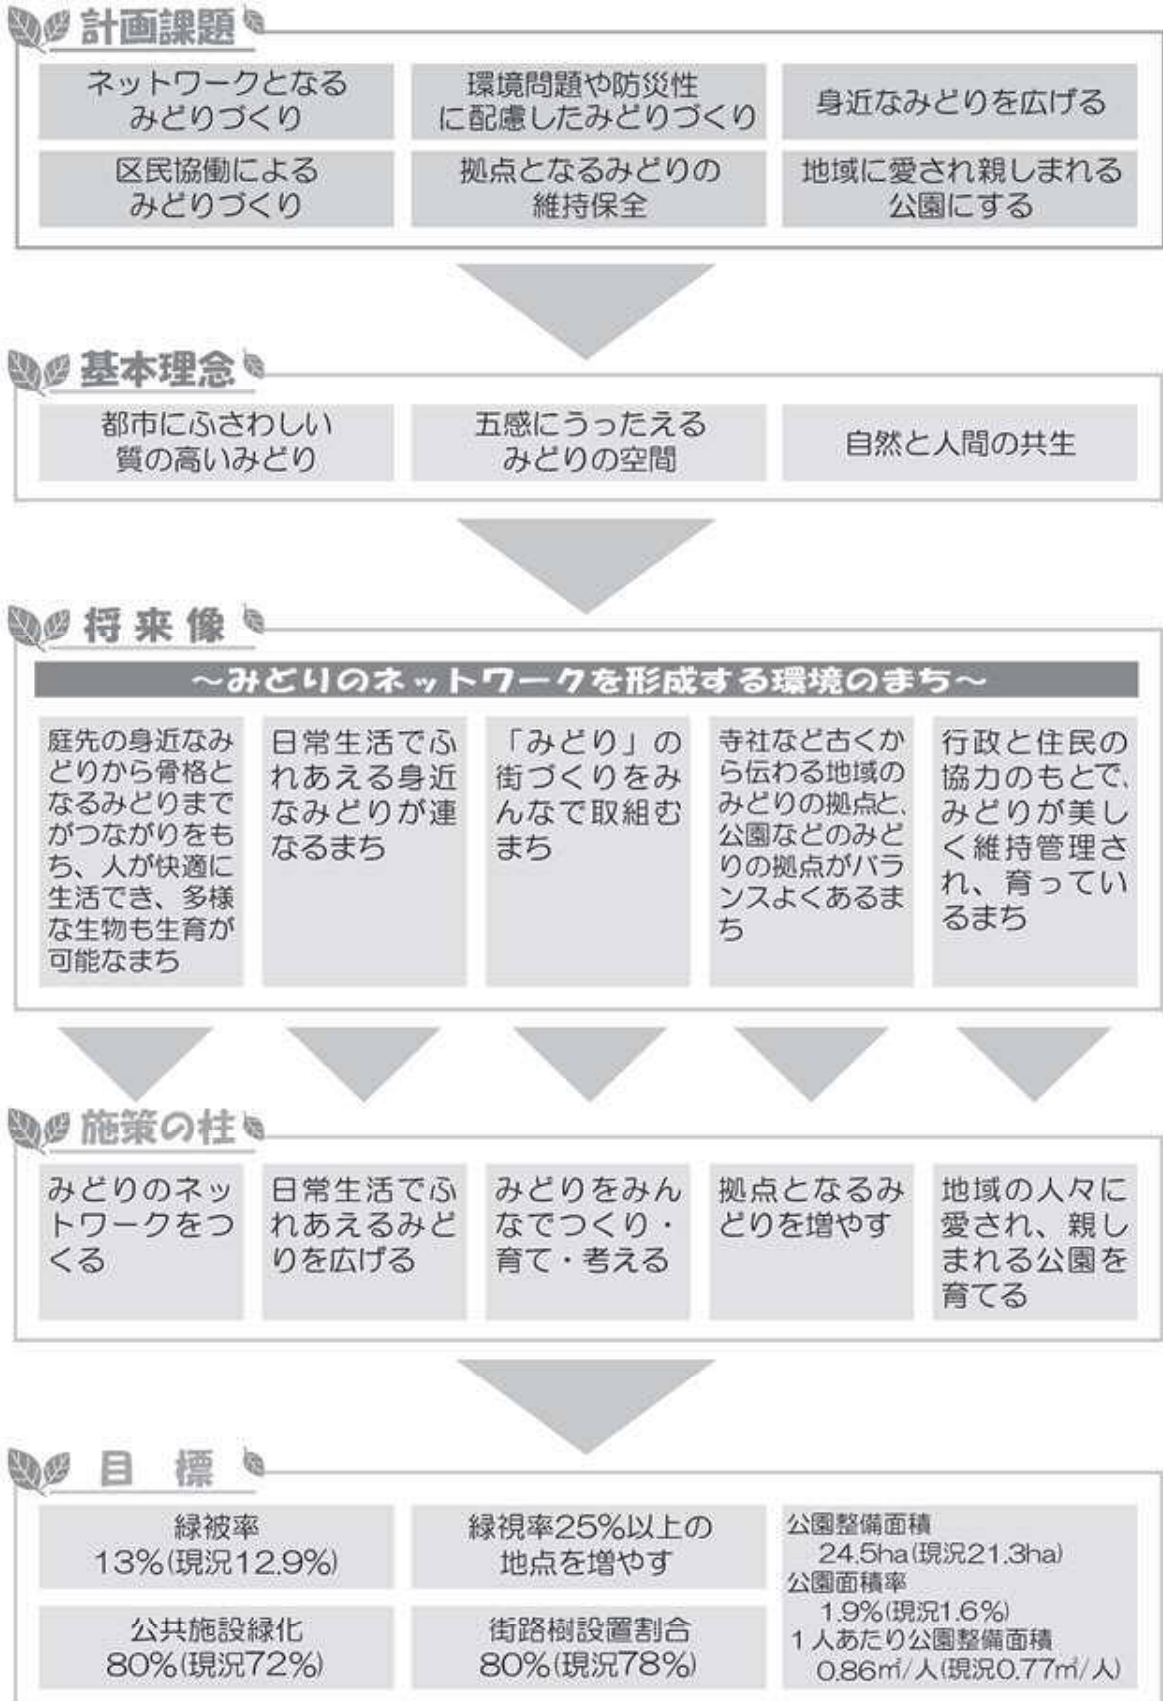 計画課題
ネットワークとなる
みどりづくり
環境問題や防災性
に配慮したみどりづくり
身近なみどりを広げる
区民協働による
みどりづくり
拠点となるみどりの
維持保全
地域に愛され親しまれる
公園にする
基本理念
都市にふさわしい
質の高いみどり
五感にうったえる
みどりの空間
自然と人間の共生
将来像
～みどりのネットワークを形成する環境のまち～
庭先の身近なみ
どりから骨格と
なるみどりまで
がつながりをも
ち、人が快適に
生活でき、多様
な生物も生育が
可能なまち
日常生活でふ
れあえる身近
なみどりが連
なるまち
「みどり」の
街づくりをみ
んなで取組む
まち
寺社など古くか
ら伝わる地域の
みどりの拠点と、
公園などのみど
りの拠点がバラ
ンスよくあるま
ち
行政と住民の
協力のもとで、
みどりが美し
く維持管理さ
れ、育ってい
るまち
施策の柱
みどりのネッ
トワークをつ
くる
日常生活でふ
れあえるみど
りを広げる
みどりをみん
なでつくり・
育て・考える
拠点となるみ
どりを増やす
地域の人々に
愛され、親し
まれる公園を
育てる
目標
緑被率
13%(現況12.9%)
緑視率25%以上の
地点を増やす
公園整備面積
24.5ha(現況21.3ha)
公園面積率
1.9%(現況1.6%)
1人あたり公園整備面積
0.86㎡/人(現況0.77㎡/人)
公共施設緑化
80%(現況72%)
街路樹設置割合
80%(現況78%)